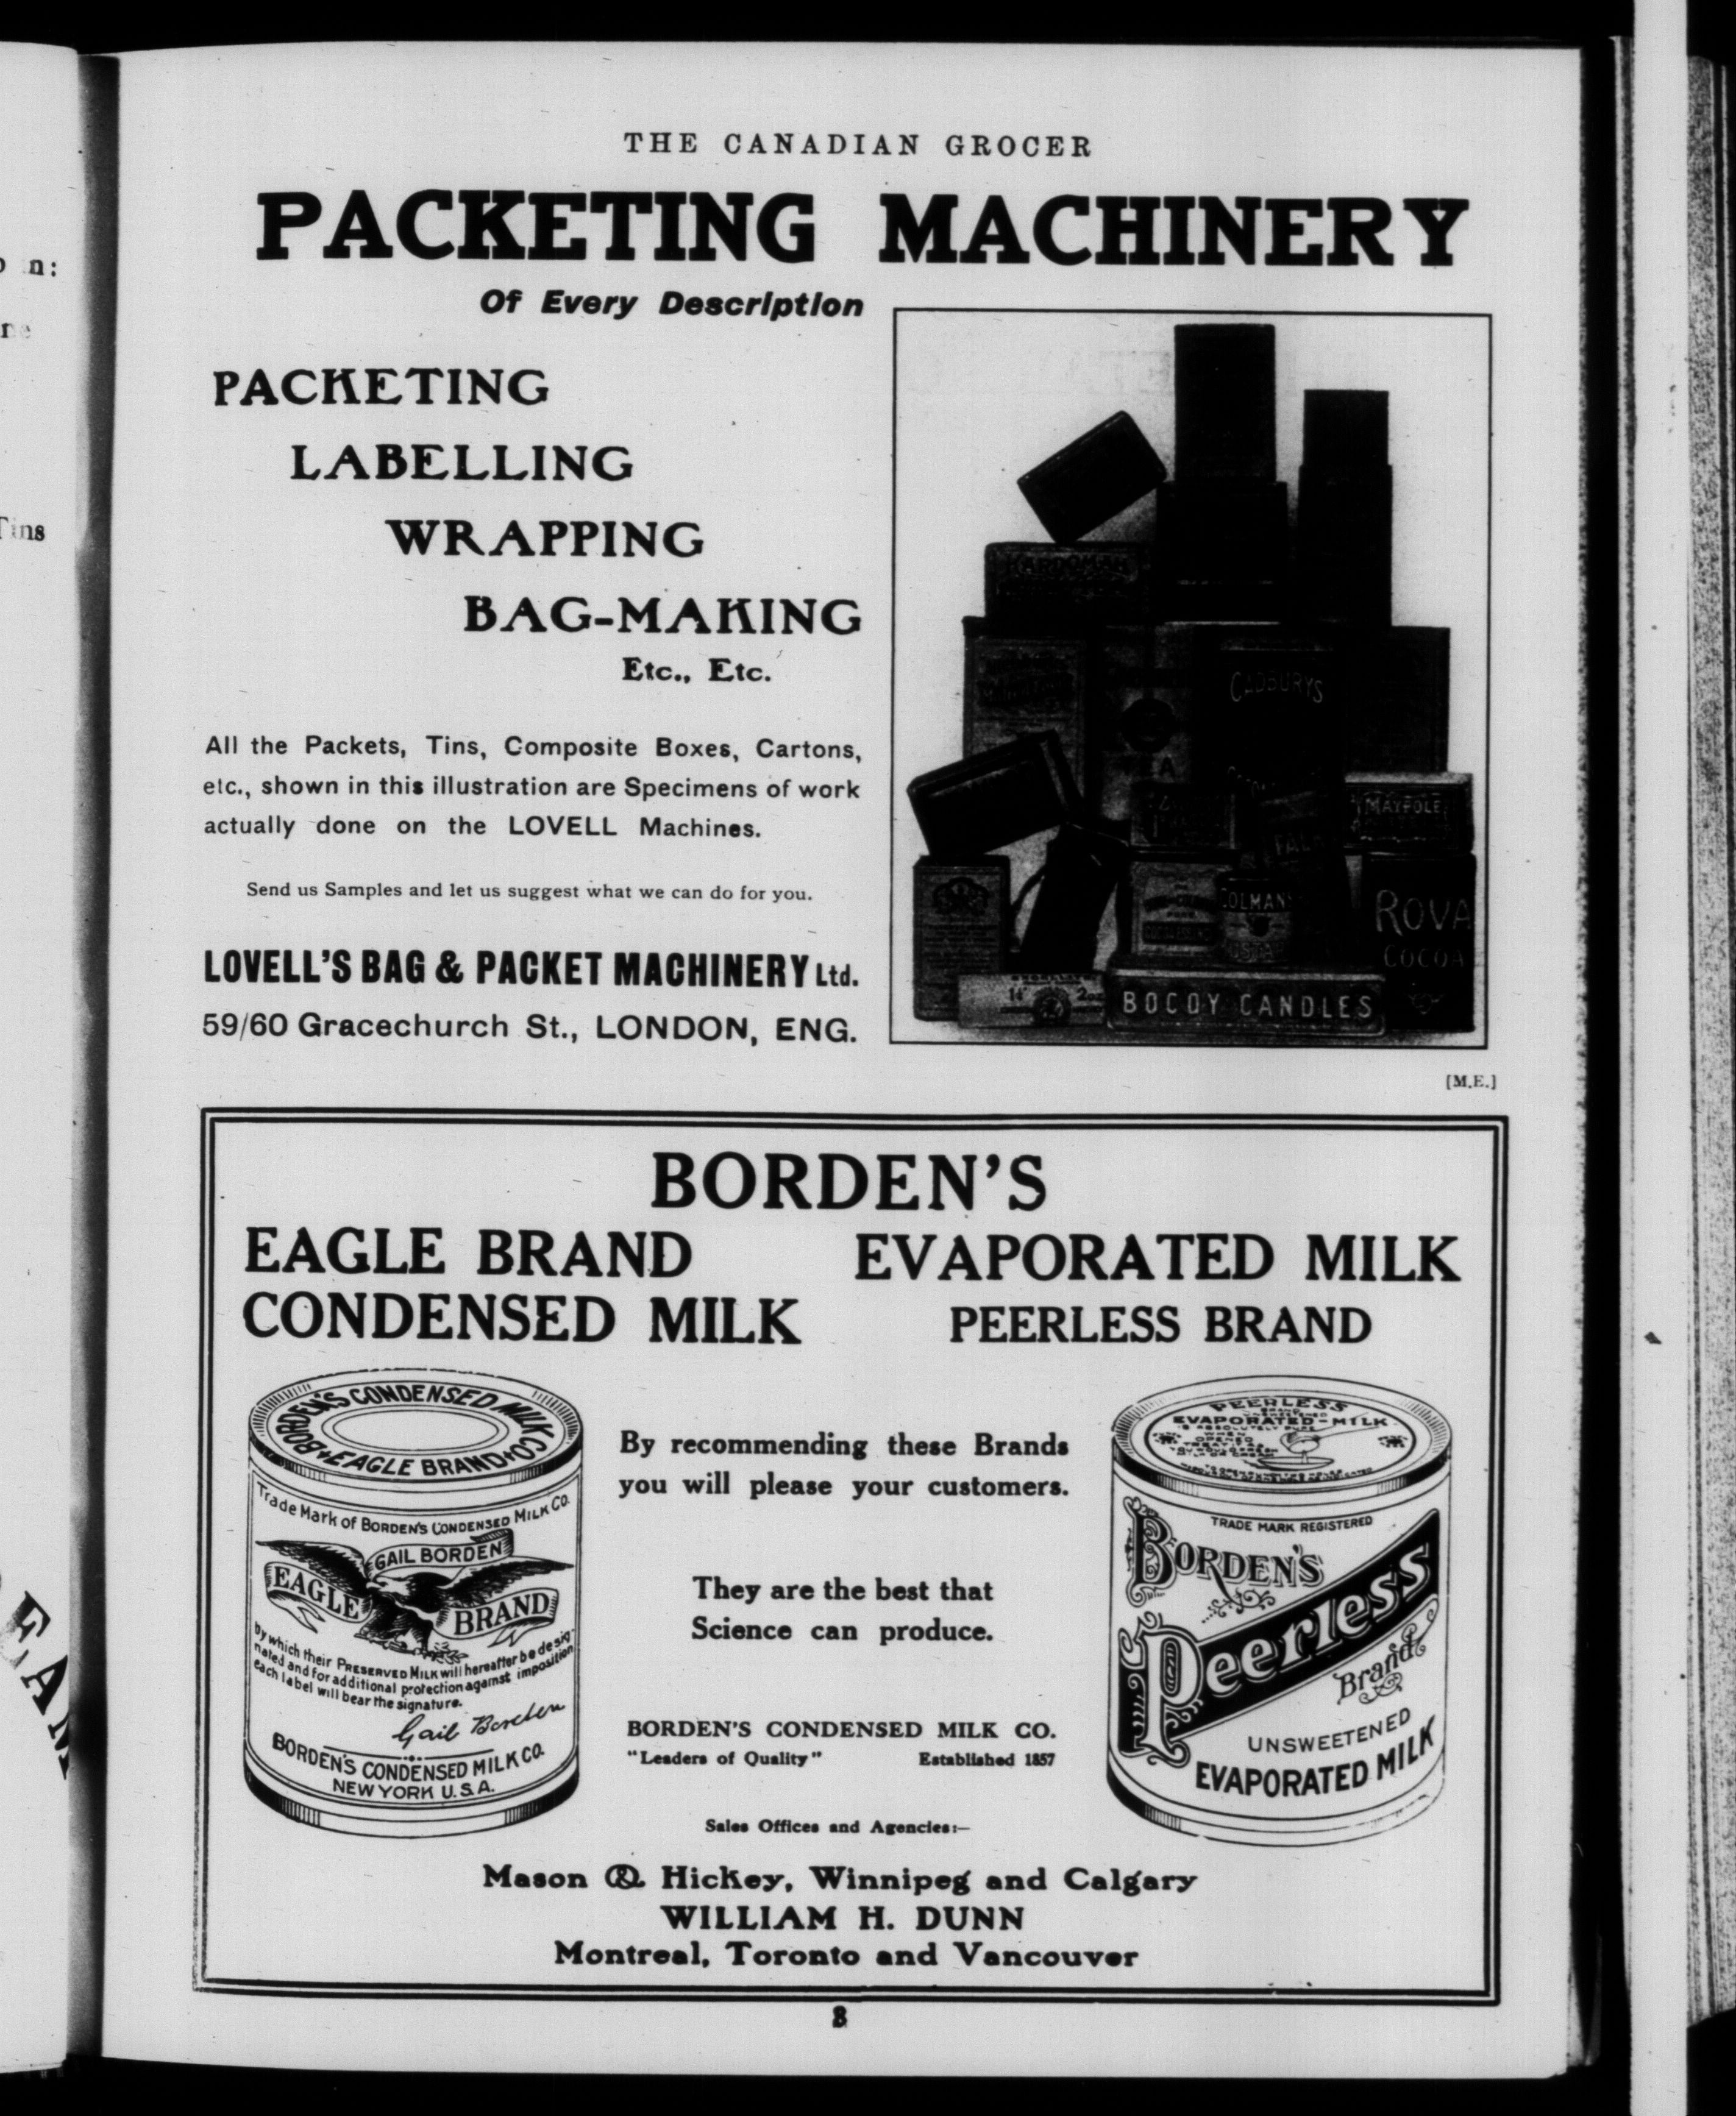 THE CANADIAN GROCER
PACKETING MACHINERY
Of Every Description
PACKETING
LABELLING
WRAPPING
BAG-MAKING
Etc., Etc.
All the Packets, Tins, Composite Boxes, Cartons,
etc., shown in this illustration are Specimens of work
actually done on the LOVELL Machines.
Send us Samples and let us suggest what we can do for you.
LOVELL'S BAG & PACKET MACHINERY Ltd.
59/60 Gracechurch St., LONDON, ENG.
KARDOMAH
CADBURYS
MAYPOLE
COLMANS
ROVA
COCOA
BOCOY CANDLES
[M.E.]
BORDEN'S
EAGLE BRAND
CONDENSED MILK
EVAPORATED MILK
PEERLESS BRAND
BORDEN'S CONDENSED MILK CO.
EAGLE BRAND
Trade Mark of BORDEN'S CONDENSED MILK CO.
GAIL BORDEN
EAGLE BRAND
by which their PRESERVED MILK will hereafter be desig-
nated and for additional protection against imposition
each label will bear the signature.
Gail Borden
BORDEN'S CONDENSED MILK CO.
NEW YORK U.S.A.
By recommending these Brands
you will please your customers.
They are the best that
Science can produce.
BORDEN'S CONDENSED MILK CO.
"Leaders of Quality" Established 1857
Sales Offices and Agencies:—
PEERLESS
BRAND
EVAPORATED-MILK
TRADE MARK REGISTERED
BORDEN'S
Peerless
Brand
UNSWEETENED
EVAPORATED MILK
Mason & Hickey, Winnipeg and Calgary
WILLIAM H. DUNN
Montreal, Toronto and Vancouver
8
n:
Tins